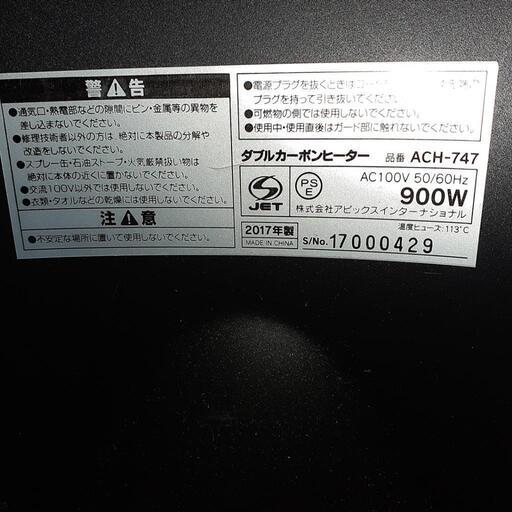 警告
●通気口・熱電部などの隙間にピン・金属等の異物を
差し込まないでください。
●修理技術者以外の方は、絶対に本製品の分解や
改造をしないでください。
●スプレー缶・石油ストーブ・火気厳禁扱い物は
絶対に本体の近くに置かないでください。
●交流100V以外では使用しないでください。
●衣類・タオルなどの乾燥には使用しないでください。
注意
●不安定な場所に置いて使用しないでください。
●電源プラグを抜くときはコード
プラグを持って引き抜いてください。
●可燃物の側では使用しないでください。
●使用中・使用直後はガード部に触れないでください。
ダブルカーボンヒーター 品番 ACH-747
S JET
PSE
AC100V 50/60Hz
900W
株式会社アピックスインターナショナル
2017年製
MADE IN CHINA
S/No. 17000429
温度ヒューズ:113℃